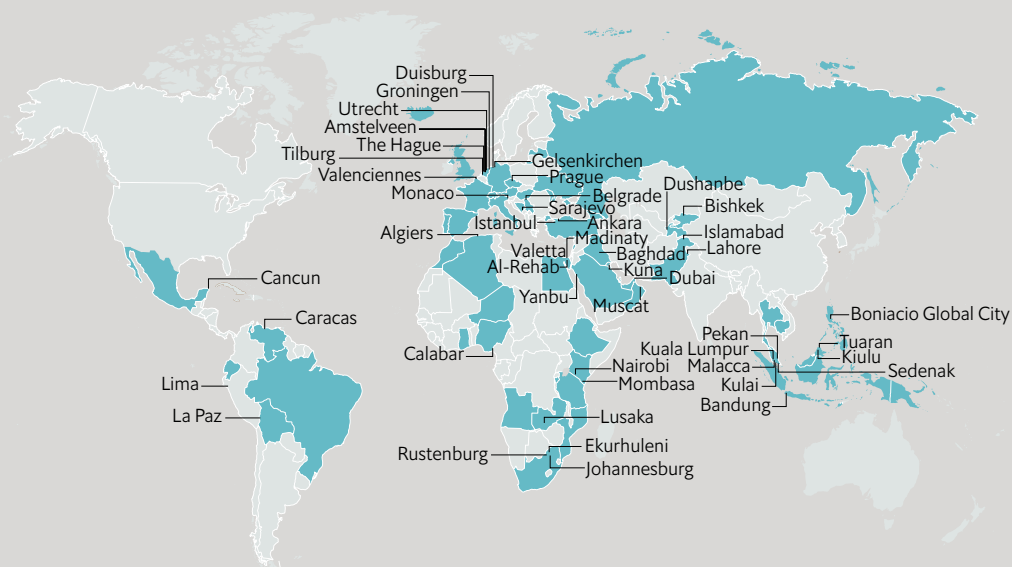 Duisburg
Groningen
Utrecht
Amstelveen
The Hague
Tilburg
Valenciennes
Monaco
Gelsenkirchen
Prague
Belgrade
Sarajevo
Istanbul
Ankara
Dushanbe
Bishkek
Islamabad
Lahore
Algiers
Madinaty
Valetta
Baghdad
Al-Rehab
Kuna
Dubai
Yanbu
Muscat
Cancun
Caracas
Calabar
Lima
La Paz
Nairobi
Mombasa
Lusaka
Rustenburg
Ekurhuleni
Johannesburg
Boniacio Global City
Pekan
Tuaran
Kuala Lumpur
Kiulu
Malacca
Sedenak
Kulai
Bandung